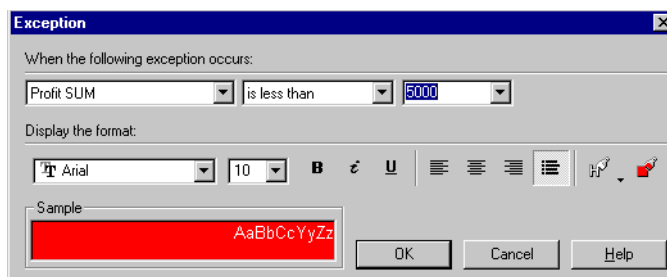 Exception
When the following exception occurs:
Profit SUM is less than 5000
Display the format:
Arial 10 B i U
Sample
AaBbCcYyZz
OK Cancel Help